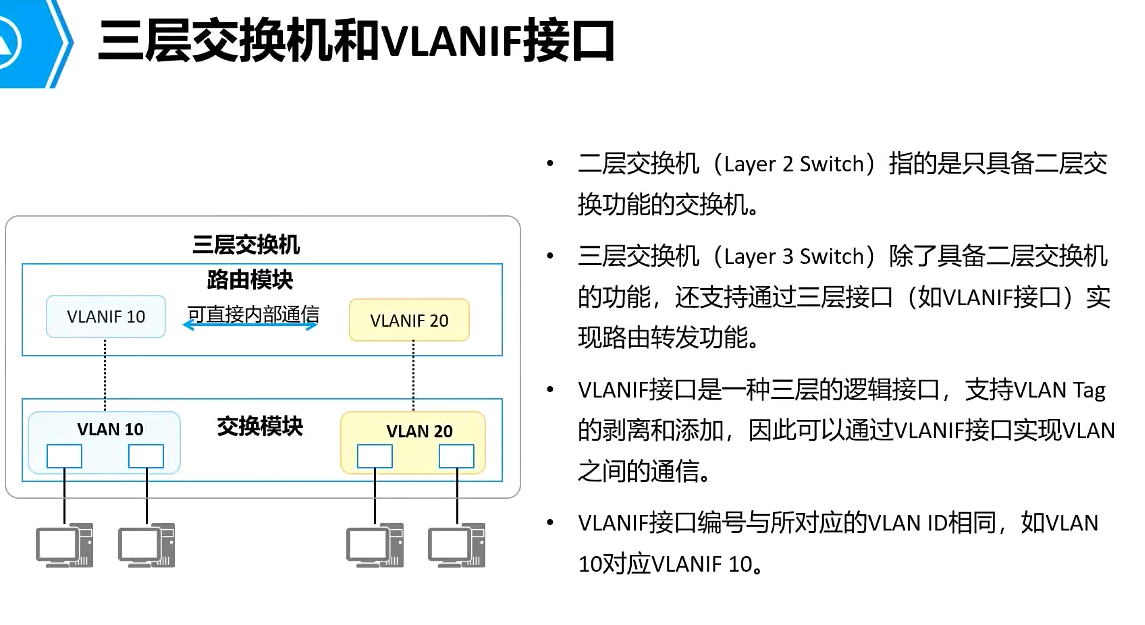 三层交换机和VLANIF接口
三层交换机
路由模块
VLANIF 10
可直接内部通信
VLANIF 20
VLAN 10
交换模块
VLAN 20
• 二层交换机（Layer 2 Switch）指的是只具备二层交
换功能的交换机。
• 三层交换机（Layer 3 Switch）除了具备二层交换机
的功能，还支持通过三层接口（如VLANIF接口）实
现路由转发功能。
• VLANIF接口是一种三层的逻辑接口，支持VLAN Tag
的剥离和添加，因此可以通过VLANIF接口实现VLAN
之间的通信。
• VLANIF接口编号与所对应的VLAN ID相同，如VLAN
10对应VLANIF 10。